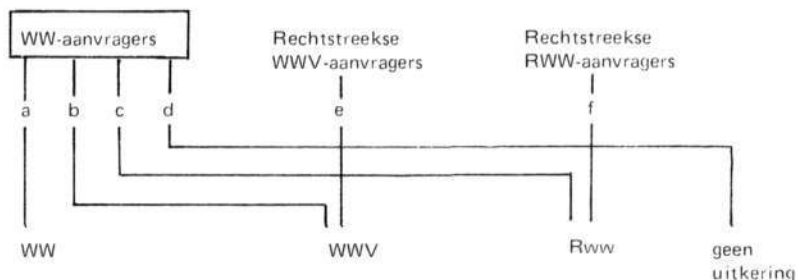 WW-aanvragers
Rechtstreekse
WWV-aanvragers
Rechtstreekse
RWW-aanvragers
a b c d e f
WW WWV Rww geen
uitkering